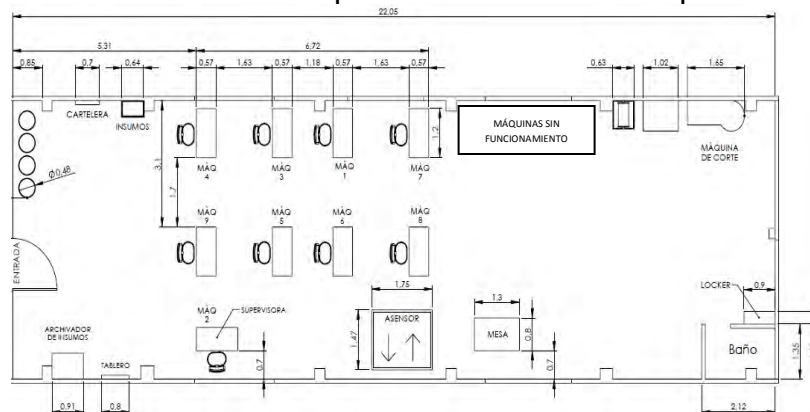 22.05
5,31
6,72
0,85
0,7
0,64
0,57
1,63
0,57
1,18
0,57
1,63
0,57
0,63
1,02
1,65
CARTELERA
INSUMOS
MÁQUINAS SIN
FUNCIONAMIENTO
MÁQUINA
DE CORTE
1,2
3,1
1,7
Ø0,48
MÁQ
4
MÁQ
3
MÁQ
1
MÁQ
7
MÁQ
9
MÁQ
5
MÁQ
6
MÁQ
8
ENTRADA
0,9
LOCKER
1,75
1,3
MÁQ
2
SUPERVISORA
ASENSOR
1,47
MESA
0,8
0,7
0,7
Baño
1,35
ARCHIVADOR
DE INSUMOS
TABLERO
0,91
0,8
2,12